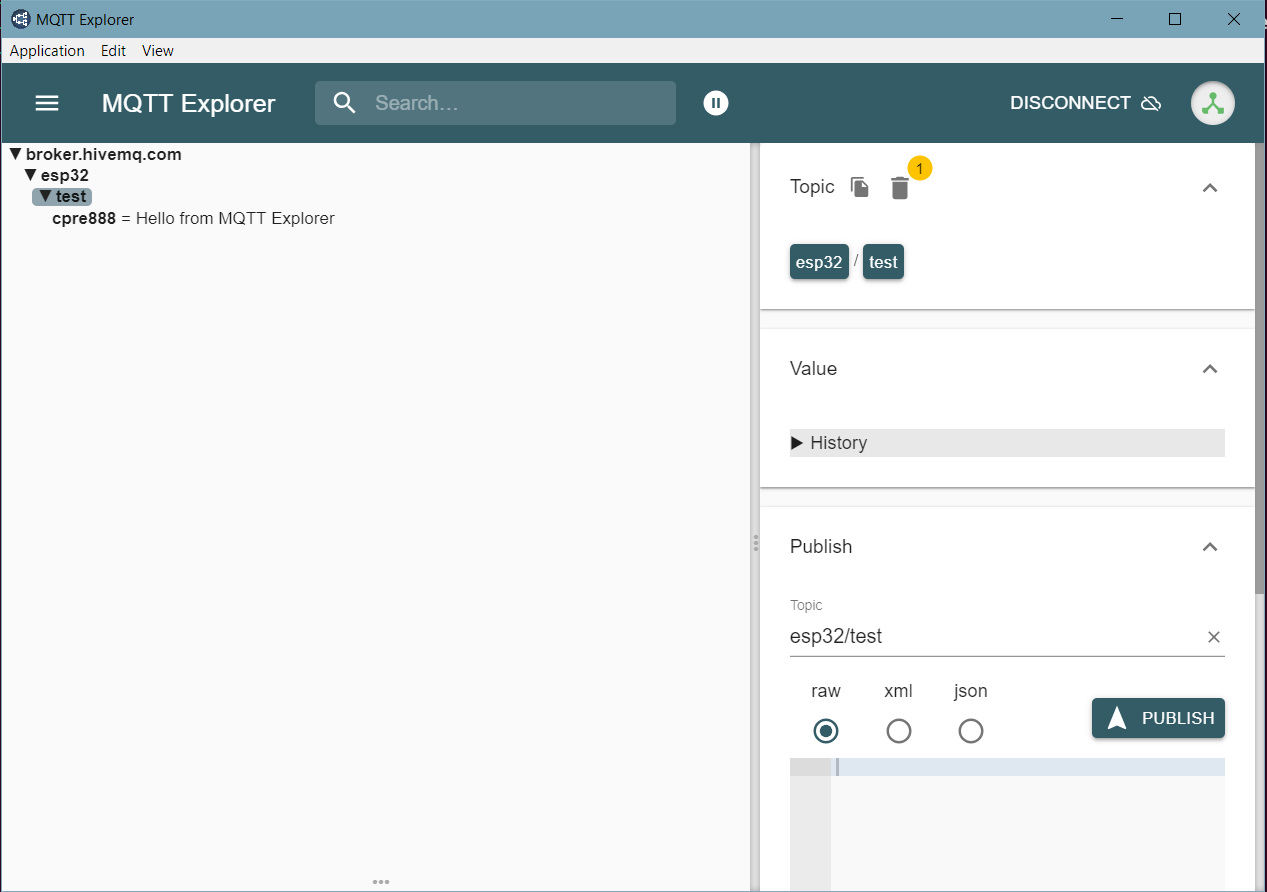 MQTT Explorer
Application Edit View
MQTT Explorer Search... DISCONNECT
▼ broker.hivemq.com
▼ esp32
▼ test
cpre888 = Hello from MQTT Explorer
Topic 1
esp32 / test
Value
▶ History
Publish
Topic
esp32/test
raw xml json
PUBLISH